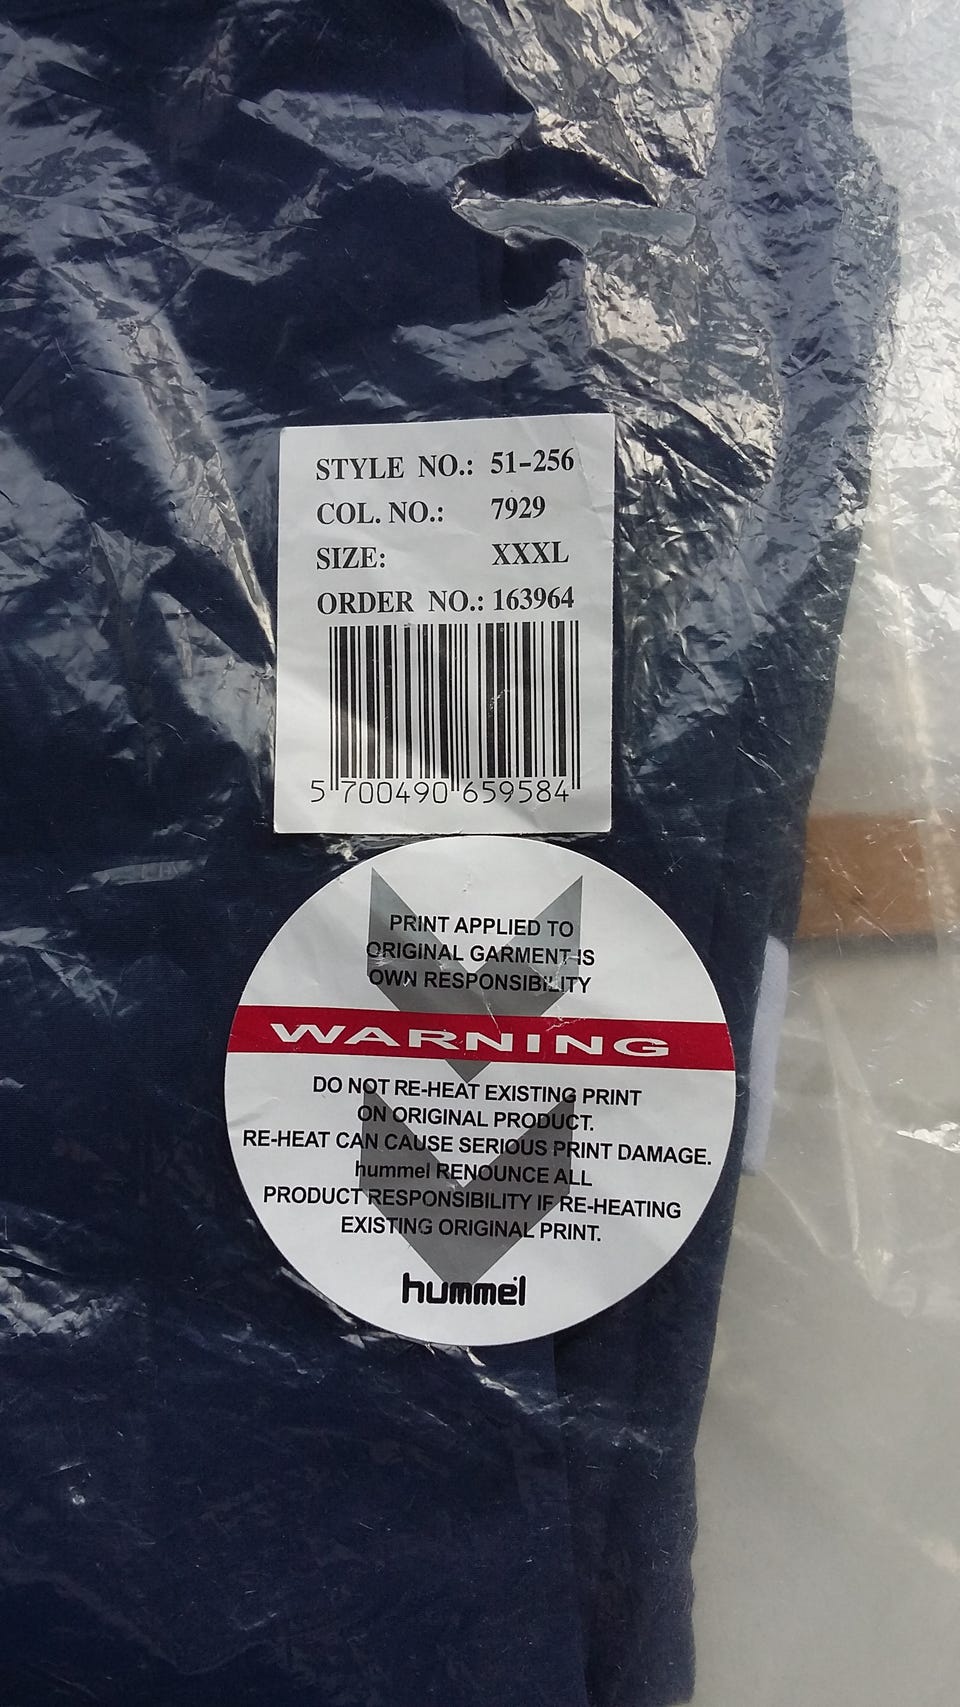 STYLE NO.: 51-256
COL. NO.: 7929
SIZE: XXXL
ORDER NO.: 163964
5 700490 659584
PRINT APPLIED TO
ORIGINAL GARMENT IS
OWN RESPONSIBILITY
WARNING
DO NOT RE-HEAT EXISTING PRINT
ON ORIGINAL PRODUCT.
RE-HEAT CAN CAUSE SERIOUS PRINT DAMAGE.
hummel RENOUNCE ALL
PRODUCT RESPONSIBILITY IF RE-HEATING
EXISTING ORIGINAL PRINT.
hummel